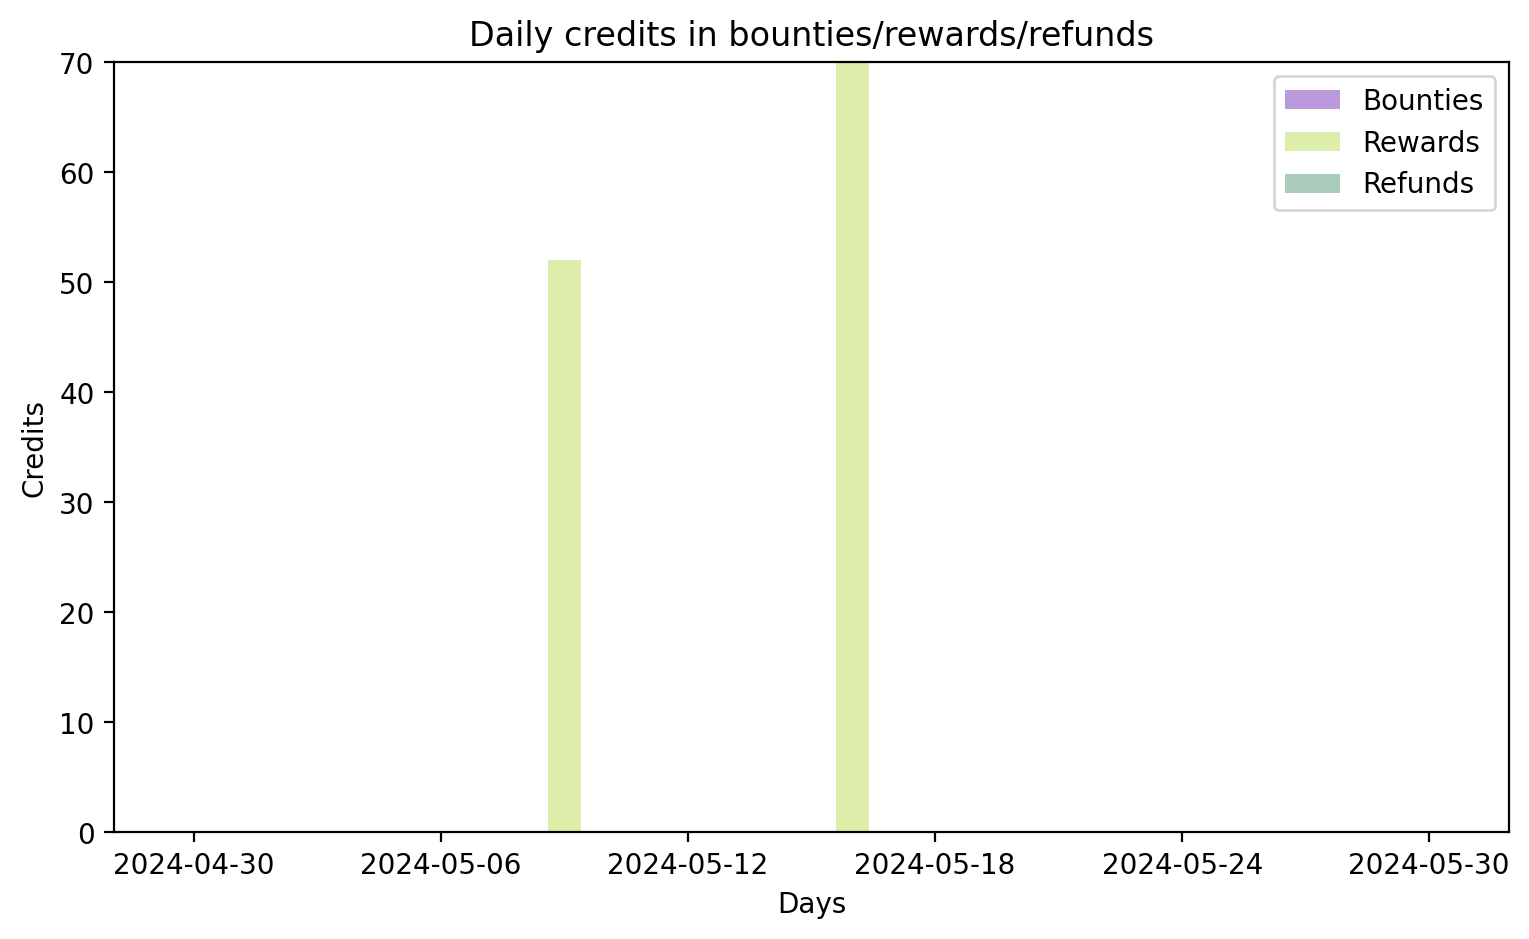 Daily credits in bounties/rewards/refunds
70
60
50
40
30
20
10
0
Credits
Bounties
Rewards
Refunds
2024-04-30 2024-05-06 2024-05-12 2024-05-18 2024-05-24 2024-05-30
Days